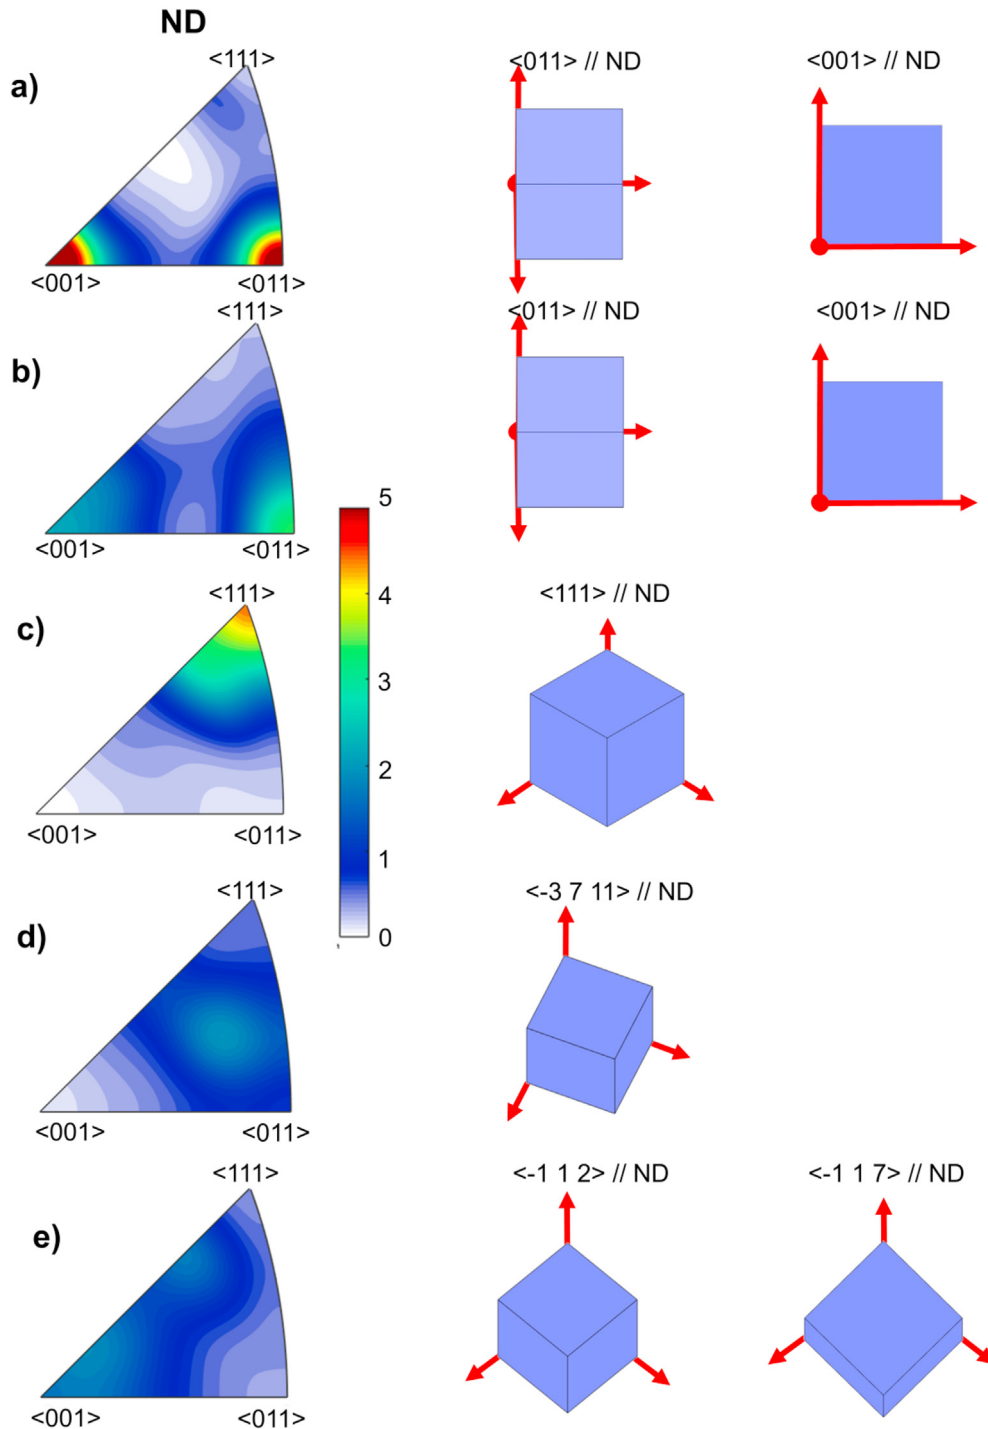 ND
<111>
a)
<011> // ND
<001> // ND
<001>
<011>
<111>
<011> // ND
<001> // ND
b)
<001>
<011>
5
4
3
2
1
0
<111>
<111> // ND
c)
<001>
<011>
<111>
<-3 7 11> // ND
d)
<001>
<011>
<111>
<-1 1 2> // ND
<-1 1 7> // ND
e)
<001>
<011>